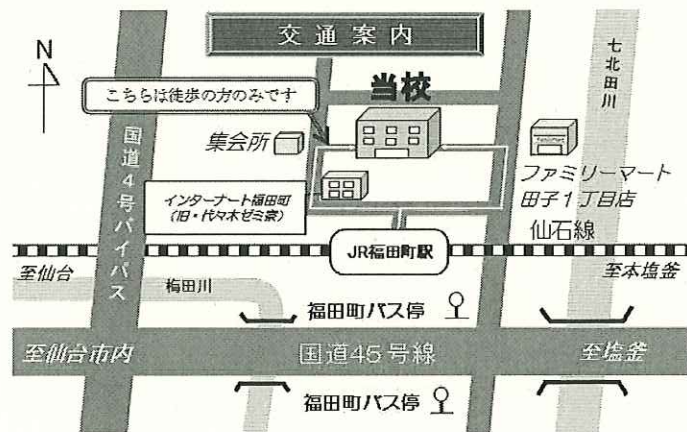 交通案内
N
こちらは徒歩の方のみです
当校
七北田川
国道4号バイパス
集会所
インターナート福田町
(旧・代々木ゼミ寮)
ファミリーマート
田子1丁目店
仙石線
JR福田町駅
至仙台
至本塩釜
梅田川
福田町バス停
至仙台市内
国道45号線
至塩釜
福田町バス停